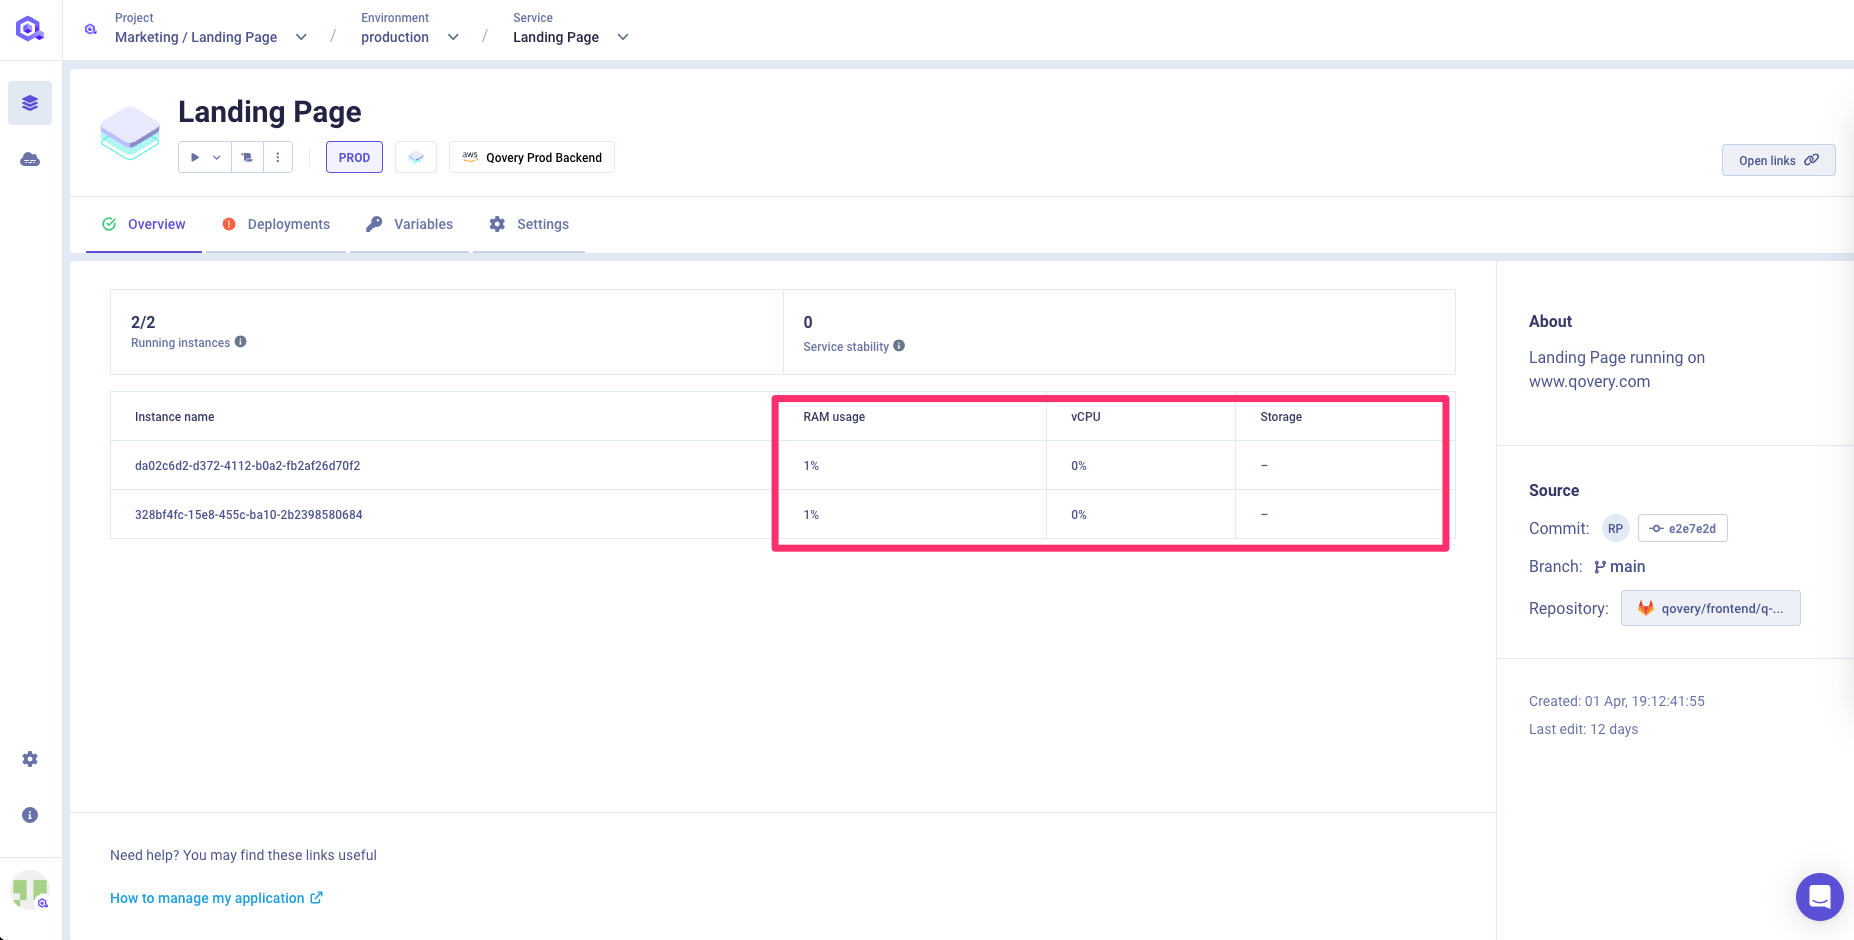 Project
Marketing / Landing Page
/
Environment
production
/
Service
Landing Page
Landing Page
PROD
aws
Qovery Prod Backend
Open links
Overview
Deployments
Variables
Settings
2/2
Running instances
0
Service stability
Instance name
RAM usage
vCPU
Storage
da02c6d2-d372-4112-b0a2-fb2af26d70f2
1%
0%
–
328bf4fc-15e8-455c-ba10-2b2398580684
1%
0%
–
About
Landing Page running on
www.qovery.com
Source
Commit:
RP
e2e7e2d
Branch:
main
Repository:
qovery/frontend/q-...
Created: 01 Apr, 19:12:41:55
Last edit: 12 days
Need help? You may find these links useful
How to manage my application